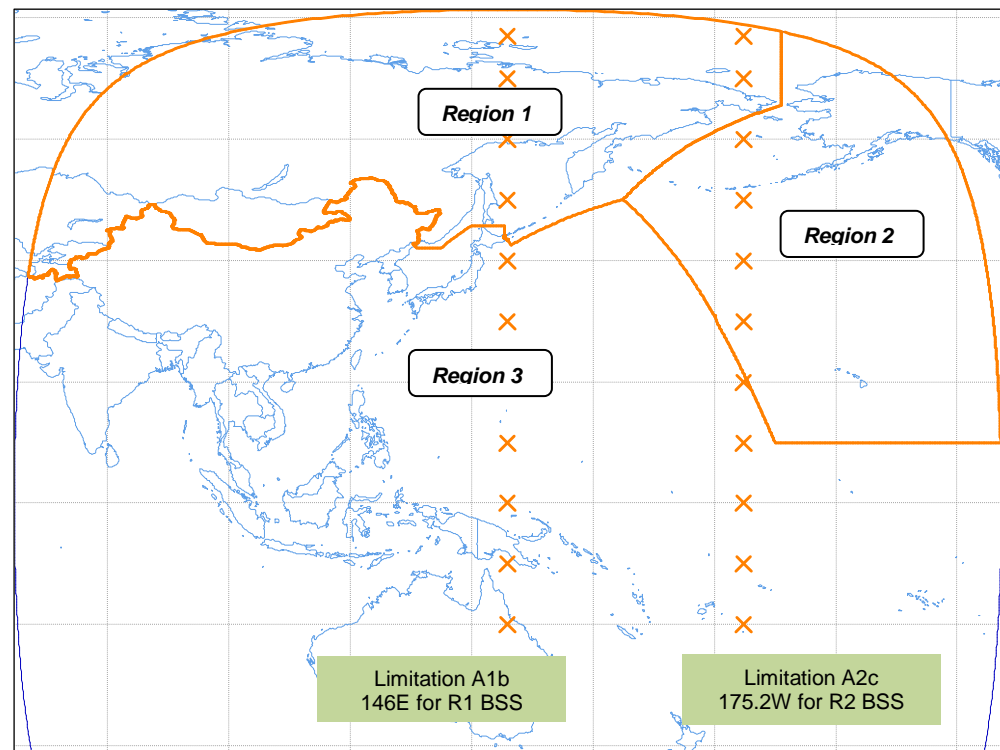 Region 1
Region 2
Region 3
Limitation A1b
146E for R1 BSS
Limitation A2c
175.2W for R2 BSS